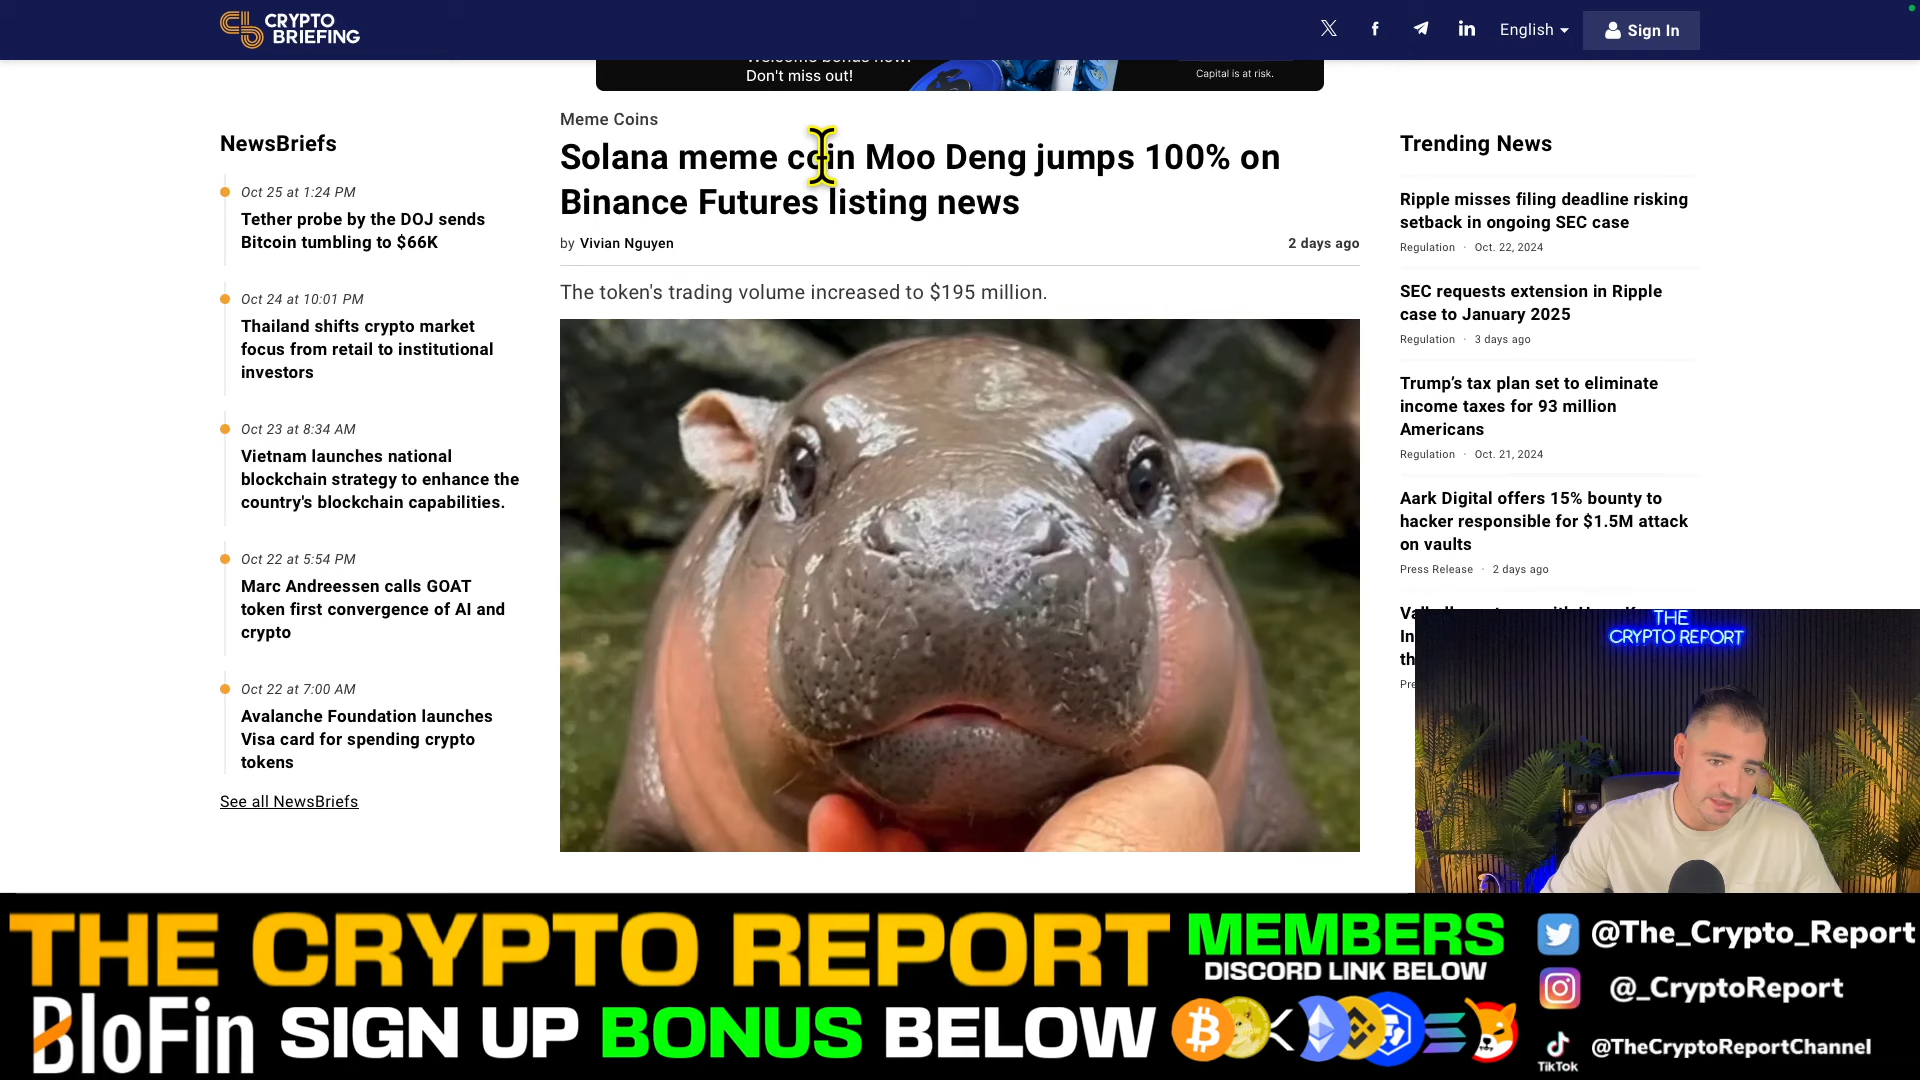 CRYPTO
BRIEFING
English
Sign In
Don't miss out!
Capital is at risk.
NewsBriefs
Oct 25 at 1:24 PM
Tether probe by the DOJ sends
Bitcoin tumbling to $66K
Oct 24 at 10:01 PM
Thailand shifts crypto market
focus from retail to institutional
investors
Oct 23 at 8:34 AM
Vietnam launches national
blockchain strategy to enhance the
country's blockchain capabilities.
Oct 22 at 5:54 PM
Marc Andreessen calls GOAT
token first convergence of AI and
crypto
Oct 22 at 7:00 AM
Avalanche Foundation launches
Visa card for spending crypto
tokens
See all NewsBriefs
Meme Coins
Solana meme coin Moo Deng jumps 100% on
Binance Futures listing news
by Vivian Nguyen
2 days ago
The token's trading volume increased to $195 million.
Trending News
Ripple misses filing deadline risking
setback in ongoing SEC case
Regulation · Oct. 22, 2024
SEC requests extension in Ripple
case to January 2025
Regulation · 3 days ago
Trump’s tax plan set to eliminate
income taxes for 93 million
Americans
Regulation · Oct. 21, 2024
Aark Digital offers 15% bounty to
hacker responsible for $1.5M attack
on vaults
Press Release · 2 days ago
THE
CRYPTO REPORT
THE CRYPTO REPORT
BloFin SIGN UP BONUS BELOW
MEMBERS
DISCORD LINK BELOW
@The_Crypto_Report
@_CryptoReport
TikTok
@TheCryptoReportChannel